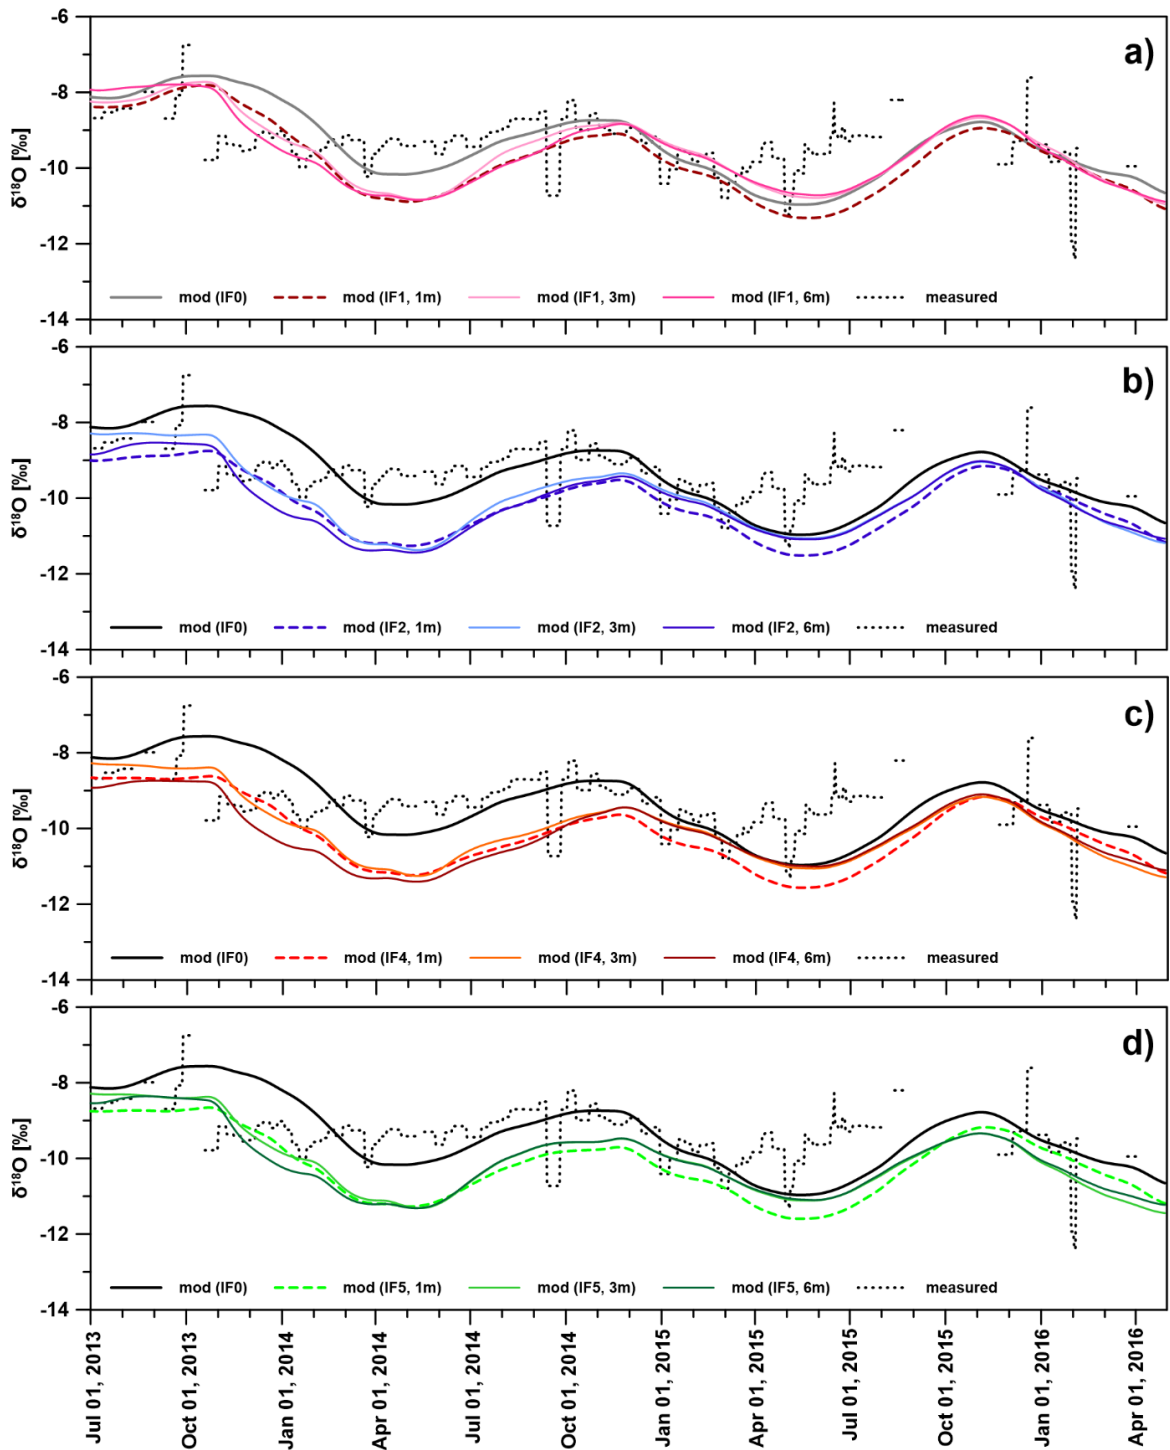 a)
-6
-8
-10
-12
-14
δ18O [‰]
mod (IF0) mod (IF1, 1m) mod (IF1, 3m) mod (IF1, 6m) measured
b)
-6
-8
-10
-12
-14
δ18O [‰]
mod (IF0) mod (IF2, 1m) mod (IF2, 3m) mod (IF2, 6m) measured
c)
-6
-8
-10
-12
-14
δ18O [‰]
mod (IF0) mod (IF4, 1m) mod (IF4, 3m) mod (IF4, 6m) measured
d)
-6
-8
-10
-12
-14
δ18O [‰]
mod (IF0) mod (IF5, 1m) mod (IF5, 3m) mod (IF5, 6m) measured
Jul 01, 2013
Oct 01, 2013
Jan 01, 2014
Apr 01, 2014
Jul 01, 2014
Oct 01, 2014
Jan 01, 2015
Apr 01, 2015
Jul 01, 2015
Oct 01, 2015
Jan 01, 2016
Apr 01, 2016